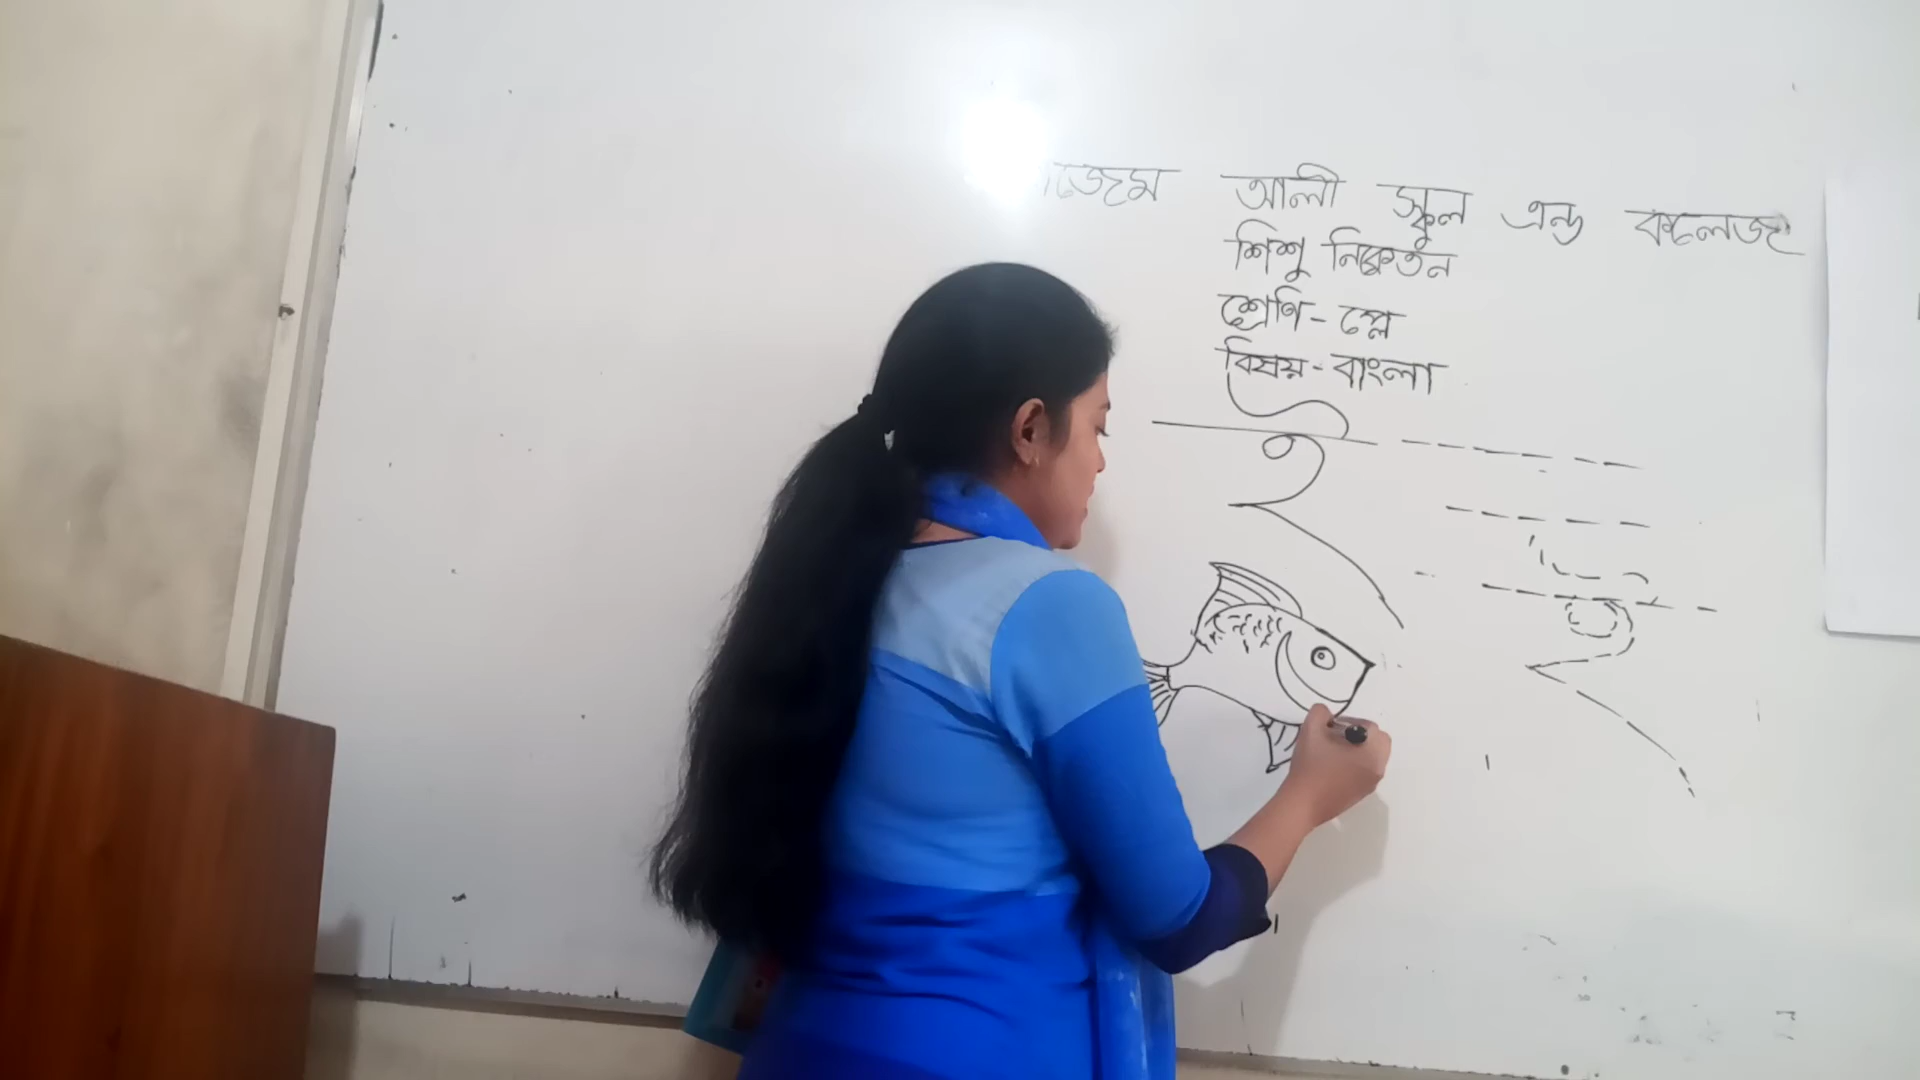 আলী স্কুল এন্ড কলেজ
শিশু নিকেতন
শ্রেণি - প্লে
বিষয় - বাংলা
ই ই